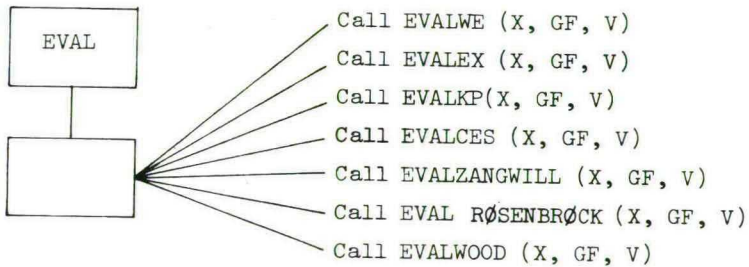 EVAL
Call EVALWE (X, GF, V)
Call EVALEX (X, GF, V)
Call EVALKP(X, GF, V)
Call EVALCES (X, GF, V)
Call EVALZANGWILL (X, GF, V)
Call EVAL RØSENBRØCK (X, GF, V)
Call EVALWOOD (X, GF, V)